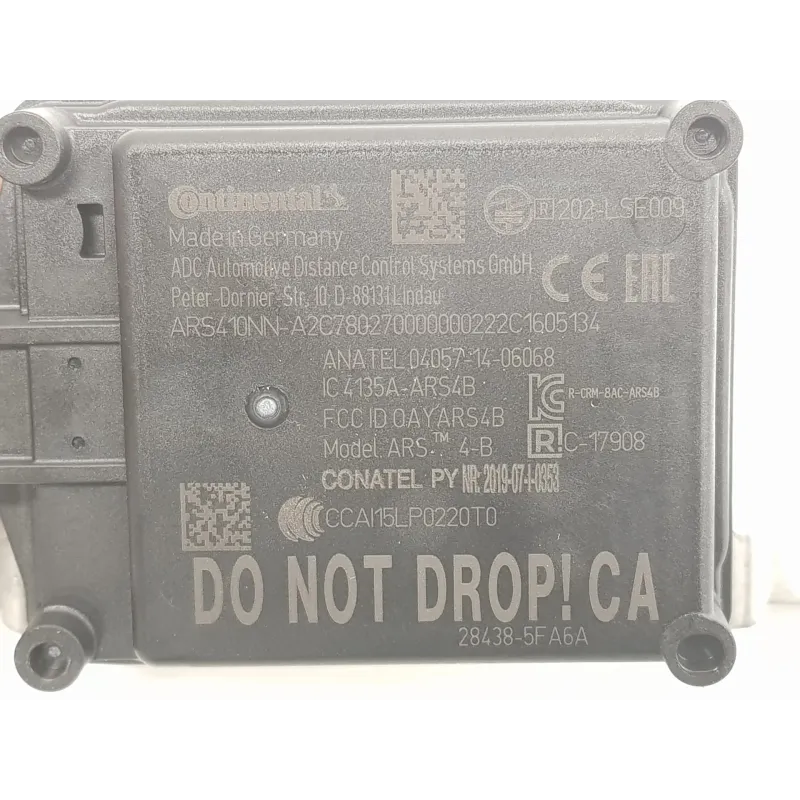 Continental
R 202-LSE009
Made in Germany
ADC Automotive Distance Control Systems GmbH
Peter-Dornier-Str. 10, D-88131 Lindau
CE EAC
ARS410NN-A2C7802700000000222C1605134
ANATEL 04057-14-06068
IC 4135A-ARS4B
R-CRM-8AC-ARS4B
FCC ID OAYARS4B
Model: ARS™ 4-B
R C-17908
CONATEL PY NR: 2019-07-I-0353
CCAI15LP0220T0
DO NOT DROP! CA
28438-5FA6A